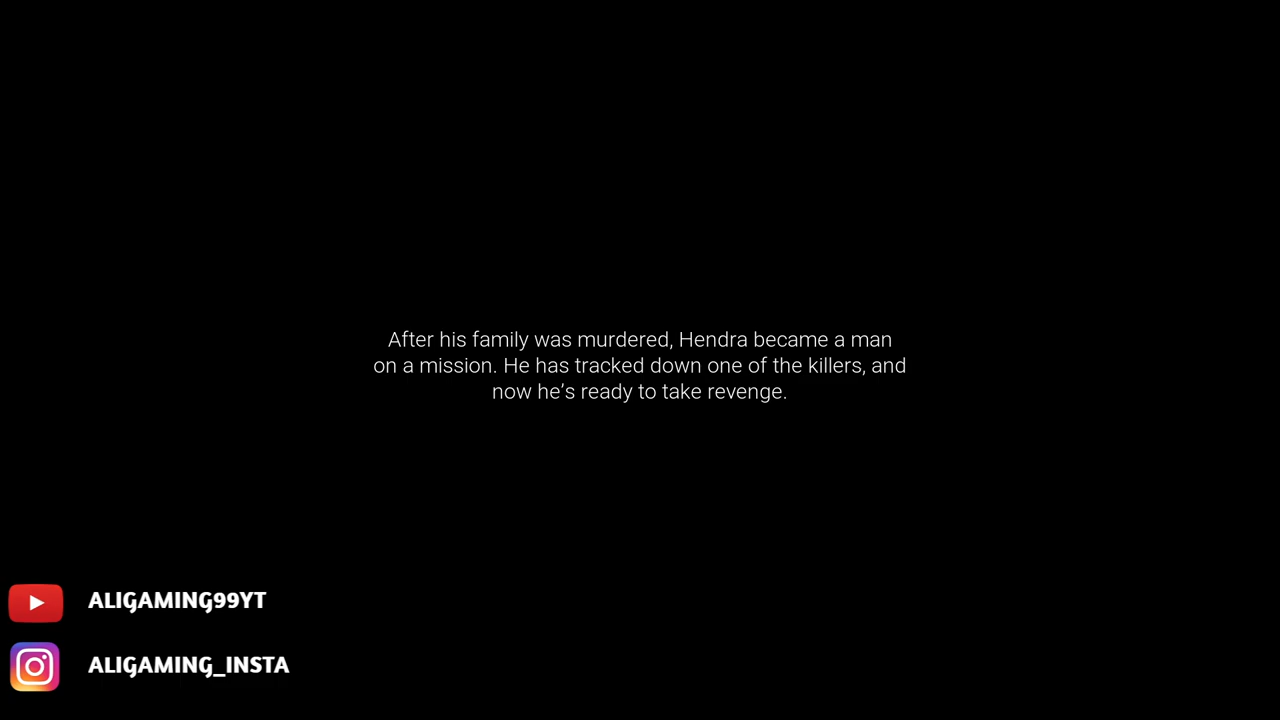 After his family was murdered, Hendra became a man
on a mission. He has tracked down one of the killers, and
now he’s ready to take revenge.
ALIGAMING99YT
ALIGAMING_INSTA